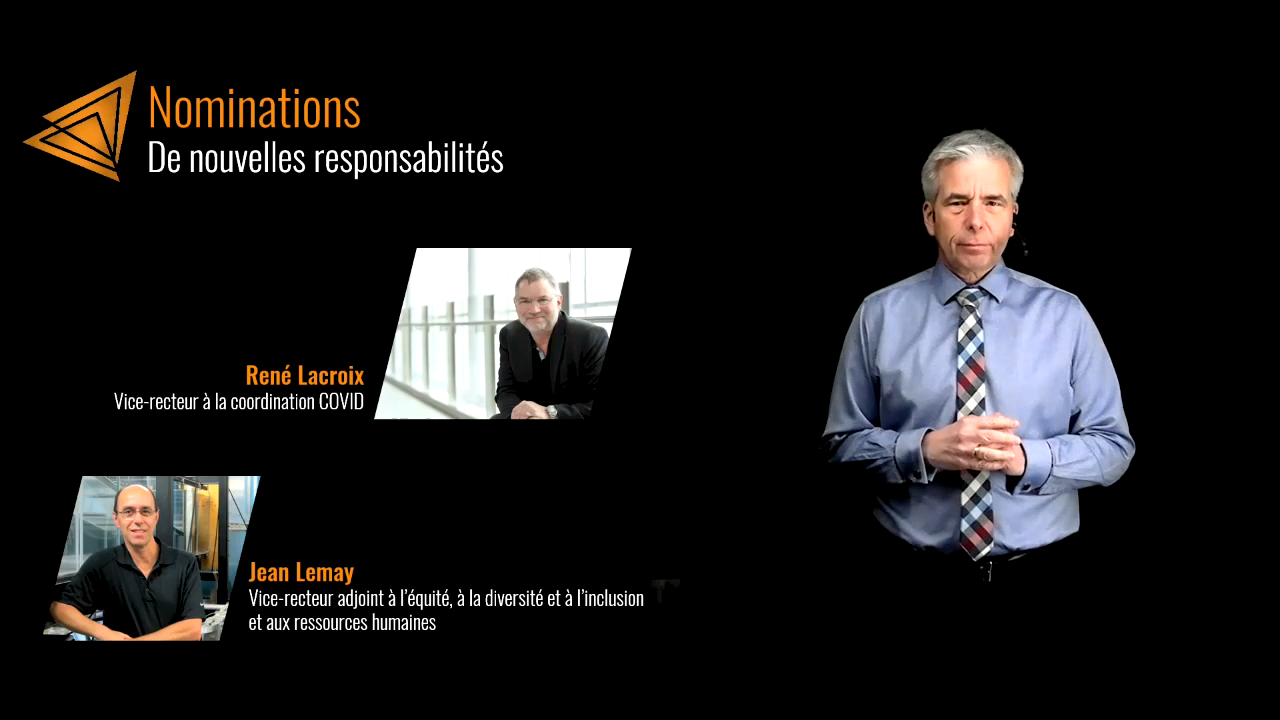 Nominations
De nouvelles responsabilités
René Lacroix
Vice-recteur à la coordination COVID
Jean Lemay
Vice-recteur adjoint à l'équité, à la diversité et à l'inclusion
et aux ressources humaines